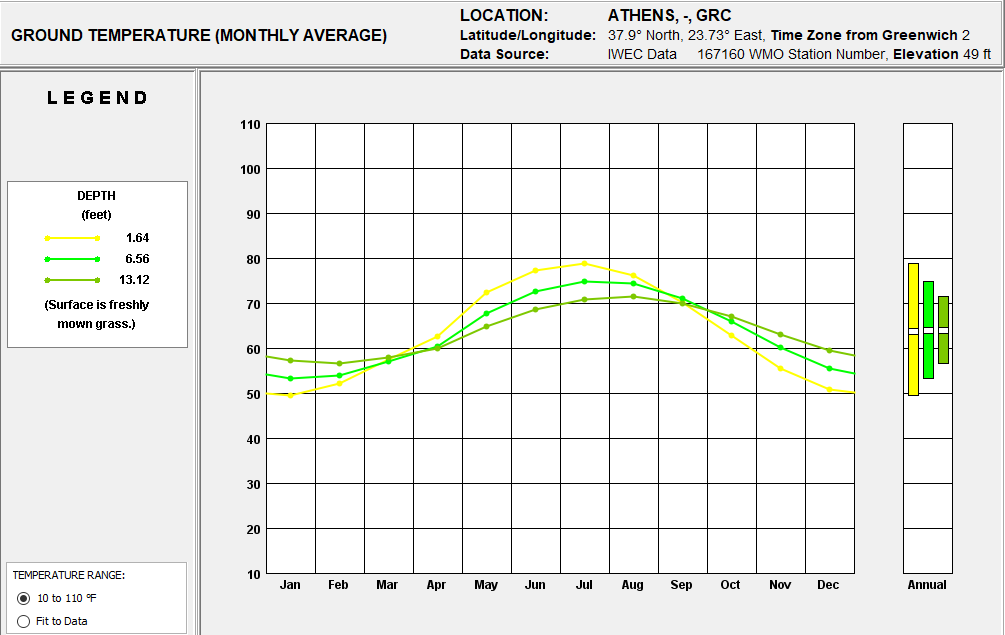 GROUND TEMPERATURE (MONTHLY AVERAGE)
LOCATION: ATHENS, -, GRC
Latitude/Longitude: 37.9° North, 23.73° East, Time Zone from Greenwich 2
Data Source: IWEC Data 167160 WMO Station Number, Elevation 49 ft
LEGEND
DEPTH
(feet)
1.64
6.56
13.12
(Surface is freshly
mown grass.)
TEMPERATURE RANGE:
10 to 110 °F
Fit to Data
110
100
90
80
70
60
50
40
30
20
10
Jan Feb Mar Apr May Jun Jul Aug Sep Oct Nov Dec Annual